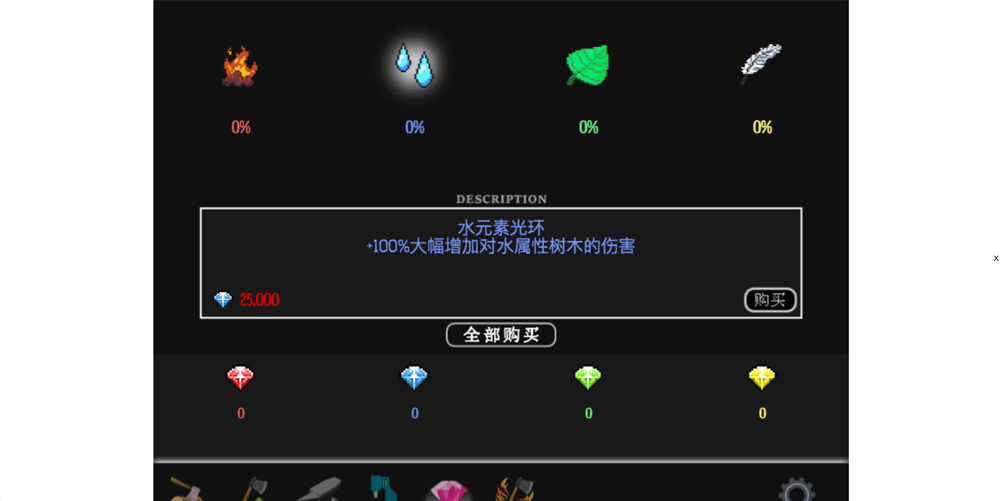 0% 0% 0% 0%
DESCRIPTION
水元素光环
+100%大幅增加对水属性树木的伤害
25,000 购买
全部购买
0 0 0 0
x